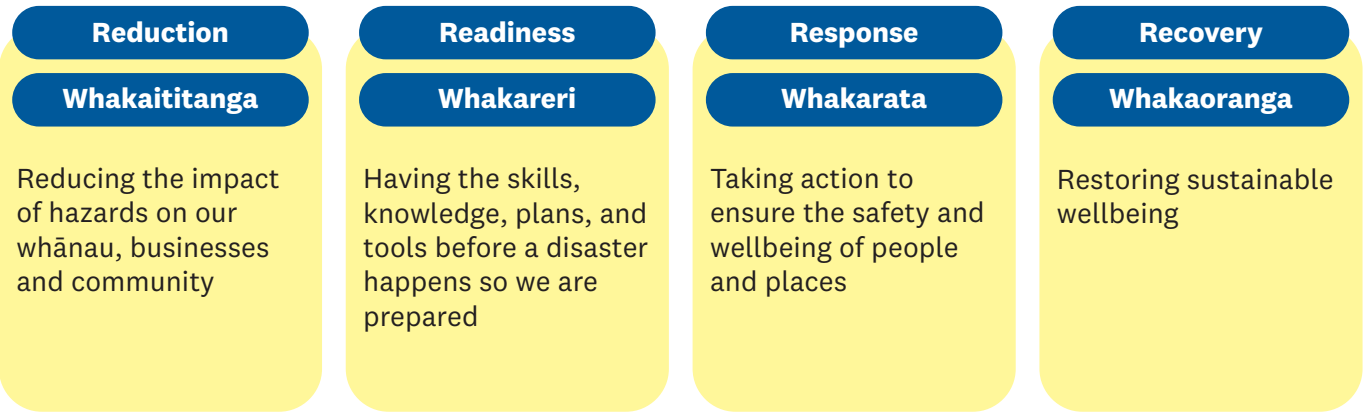 Reduction
Whakaititanga
Reducing the impact
of hazards on our
whānau, businesses
and community
Readiness
Whakareri
Having the skills,
knowledge, plans, and
tools before a disaster
happens so we are
prepared
Response
Whakarata
Taking action to
ensure the safety and
wellbeing of people
and places
Recovery
Whakaoranga
Restoring sustainable
wellbeing